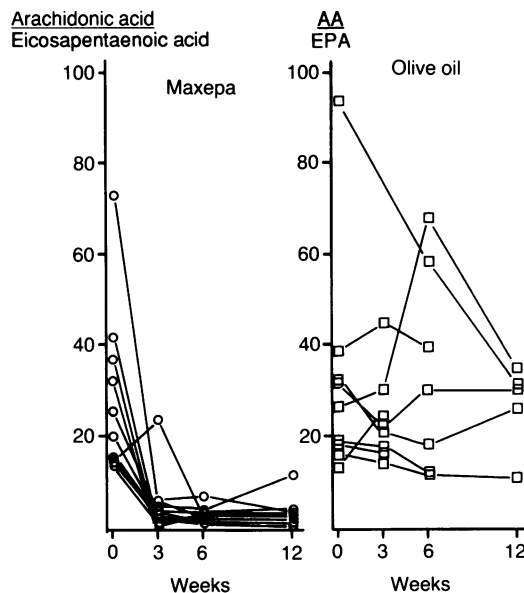 Arachidonic acid
Eicosapentaenoic acid
AA
EPA
Maxepa
Olive oil
100
80
60
40
20
0 3 6 12
Weeks
100
80
60
40
20
0 3 6 12
Weeks